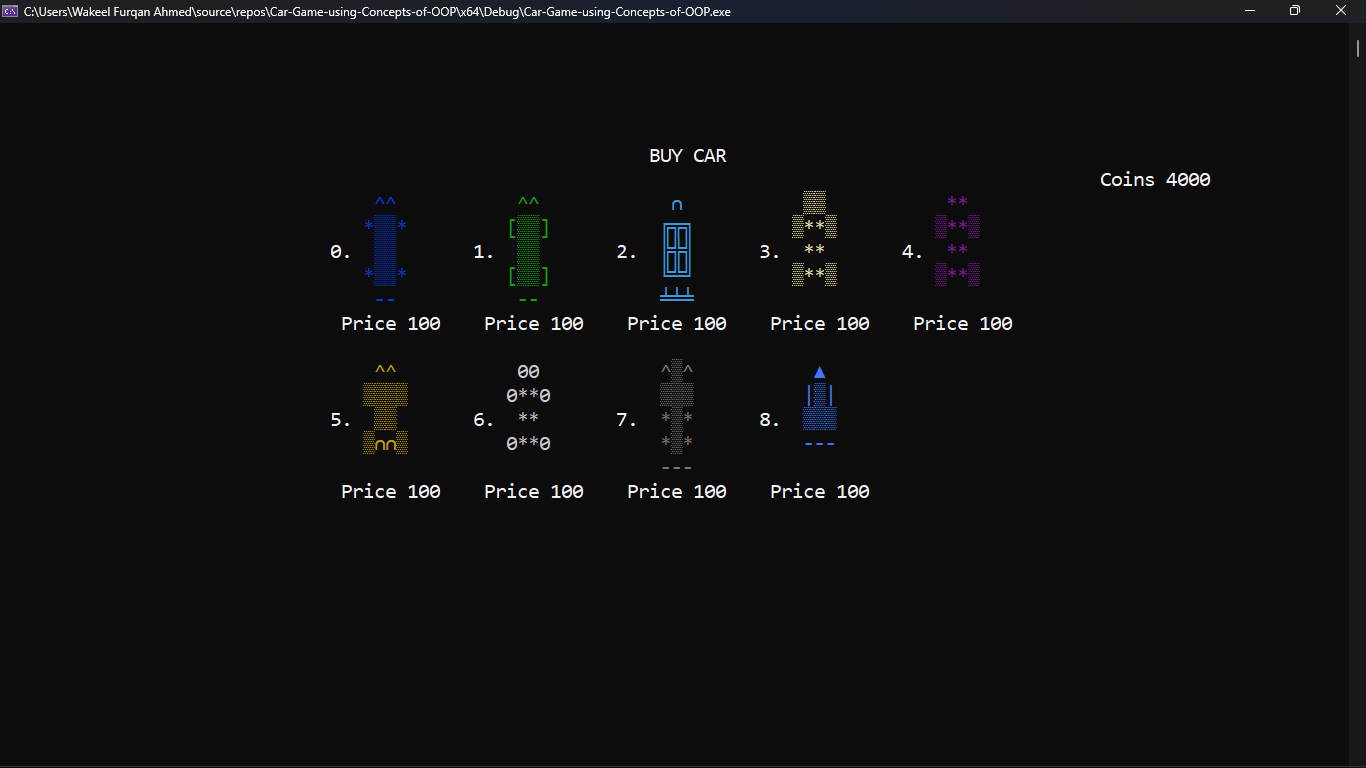 C:\Users\Wakeel Furqan Ahmed\source\repos\Car-Game-using-Concepts-of-OOP\x64\Debug\Car-Game-using-Concepts-of-OOP.exe
BUY CAR
Coins 4000
0. 1. 2. 3. 4.
Price 100 Price 100 Price 100 Price 100 Price 100
5. 6. 7. 8.
Price 100 Price 100 Price 100 Price 100